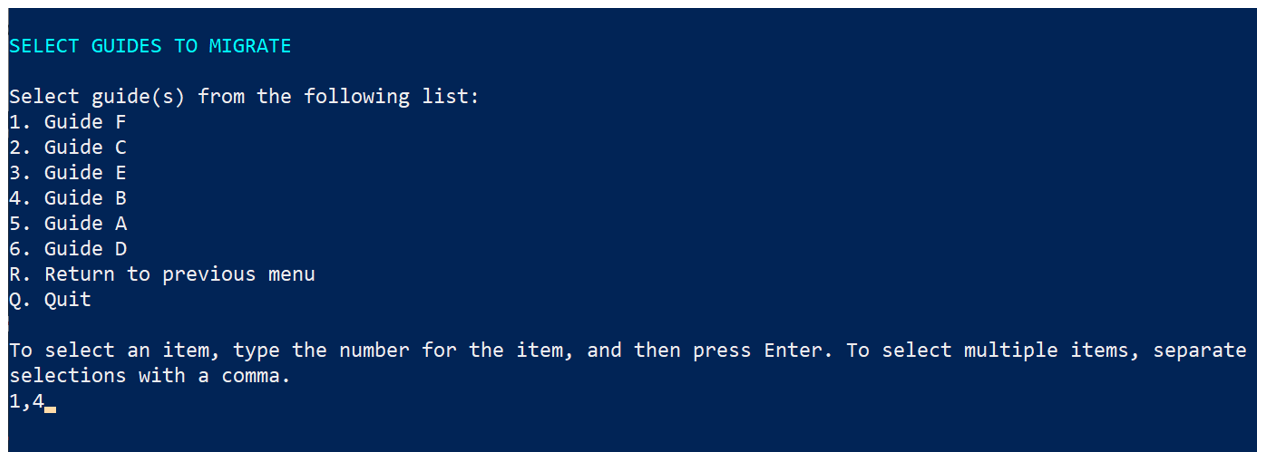 SELECT GUIDES TO MIGRATE
Select guide(s) from the following list:
1. Guide F
2. Guide C
3. Guide E
4. Guide B
5. Guide A
6. Guide D
R. Return to previous menu
Q. Quit
To select an item, type the number for the item, and then press Enter. To select multiple items, separate
selections with a comma.
1,4